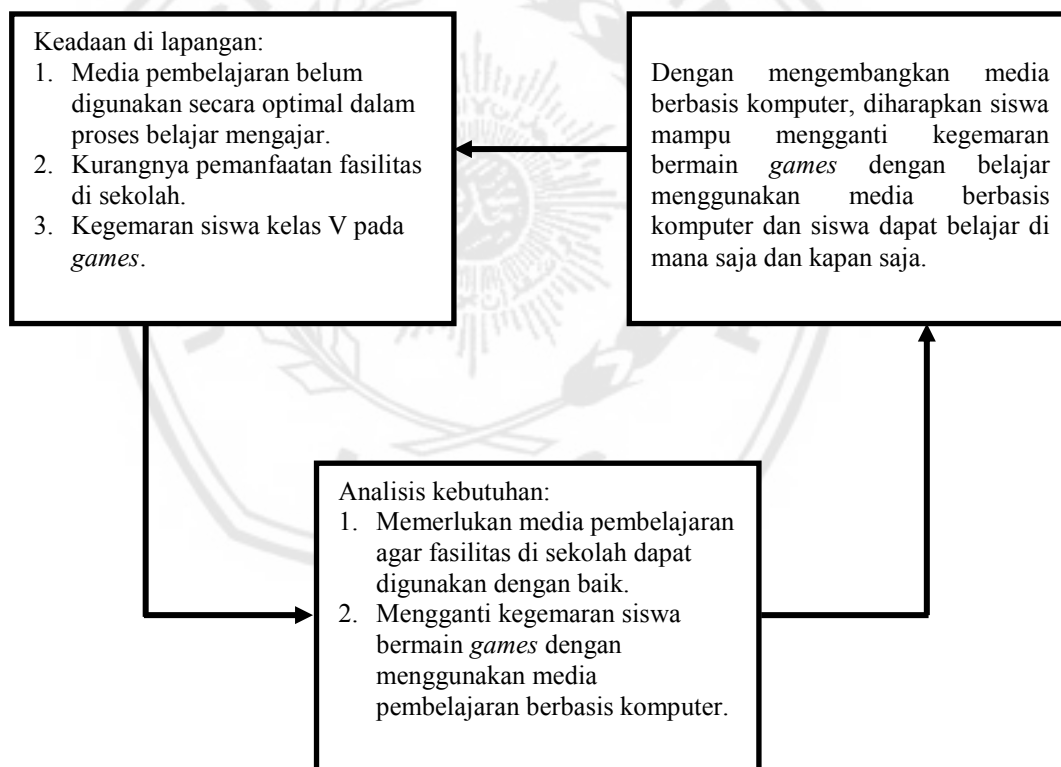 Keadaan di lapangan:
1. Media pembelajaran belum
digunakan secara optimal dalam
proses belajar mengajar.
2. Kurangnya pemanfaatan fasilitas
di sekolah.
3. Kegemaran siswa kelas V pada
games.
Dengan mengembangkan media
berbasis komputer, diharapkan siswa
mampu mengganti kegemaran
bermain games dengan belajar
menggunakan media berbasis
komputer dan siswa dapat belajar di
mana saja dan kapan saja.
Analisis kebutuhan:
1. Memerlukan media pembelajaran
agar fasilitas di sekolah dapat
digunakan dengan baik.
2. Mengganti kegemaran siswa
bermain games dengan
menggunakan media
pembelajaran berbasis komputer.